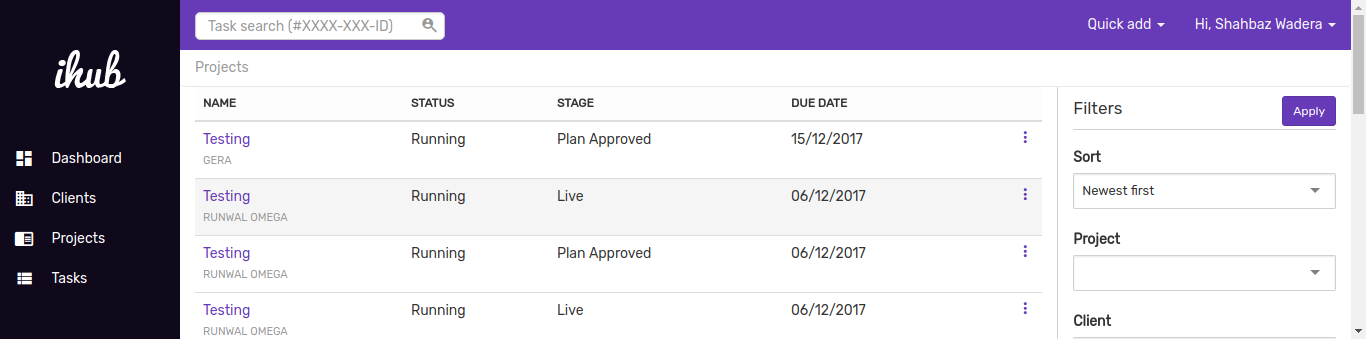 ihub
Dashboard
Clients
Projects
Tasks
Task search (#XXXX-XXX-ID)
Quick add
Hi, Shahbaz Wadera
Projects
NAME STATUS STAGE DUE DATE
Testing Running Plan Approved 15/12/2017
GERA
Testing Running Live 06/12/2017
RUNWAL OMEGA
Testing Running Plan Approved 06/12/2017
RUNWAL OMEGA
Testing Running Live 06/12/2017
RUNWAL OMEGA
Filters
Apply
Sort
Newest first
Project
Client